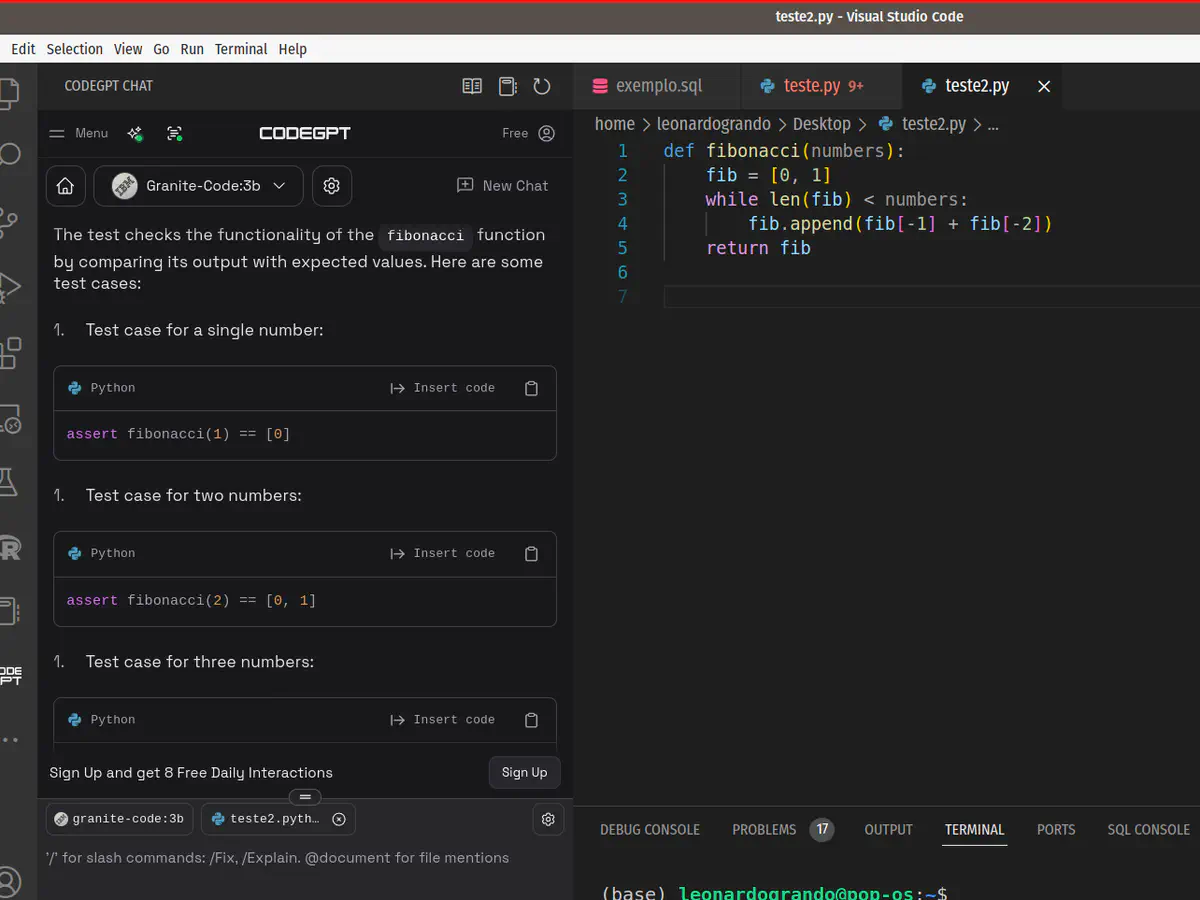 teste2.py - Visual Studio Code
Edit Selection View Go Run Terminal Help
CODEGPT CHAT
Menu CODEGPT Free
IBM Granite-Code:3b New Chat
The test checks the functionality of the fibonacci function
by comparing its output with expected values. Here are some
test cases:
1. Test case for a single number:
Python Insert code
assert fibonacci(1) == [0]
1. Test case for two numbers:
Python Insert code
assert fibonacci(2) == [0, 1]
1. Test case for three numbers:
Python Insert code
Sign Up and get 8 Free Daily Interactions Sign Up
granite-code:3b teste2.pyth...
'/' for slash commands: /Fix, /Explain. @document for file mentions
exemplo.sql teste.py 9+ teste2.py
home > leonardogrando > Desktop > teste2.py > ...
1 def fibonacci(numbers):
2 fib = [0, 1]
3 while len(fib) < numbers:
4 fib.append(fib[-1] + fib[-2])
5 return fib
6
7
DEBUG CONSOLE PROBLEMS 17 OUTPUT TERMINAL PORTS SQL CONSOLE
(base) leonardogrando@pop-os:~$